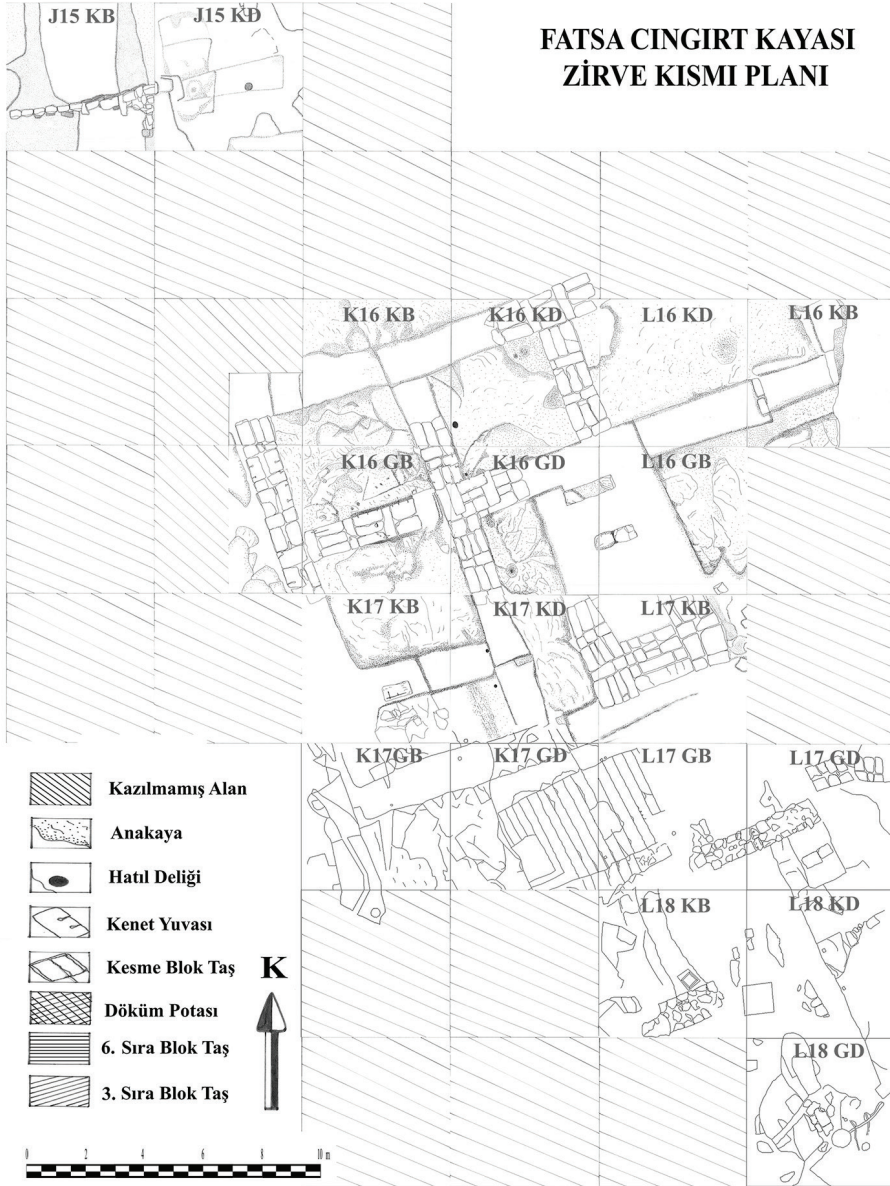 J15 KB
J15 KD
FATSA CINGIRT KAYASI
ZİRVE KISMI PLANI
K16 KB
K16 KD
L16 KD
L16 KB
K16 GB
K16 GD
L16 GB
K17 KB
K17 KD
L17 KB
K17GB
K17 GD
L17 GB
L17 GD
L18 KB
L18 KD
L18 GD
Kazılmamış Alan
Anakaya
Hatıl Deliği
Kenet Yuvası
Kesme Blok Taş
Döküm Potası
6. Sıra Blok Taş
3. Sıra Blok Taş
K
0 2 4 6 8 10 m